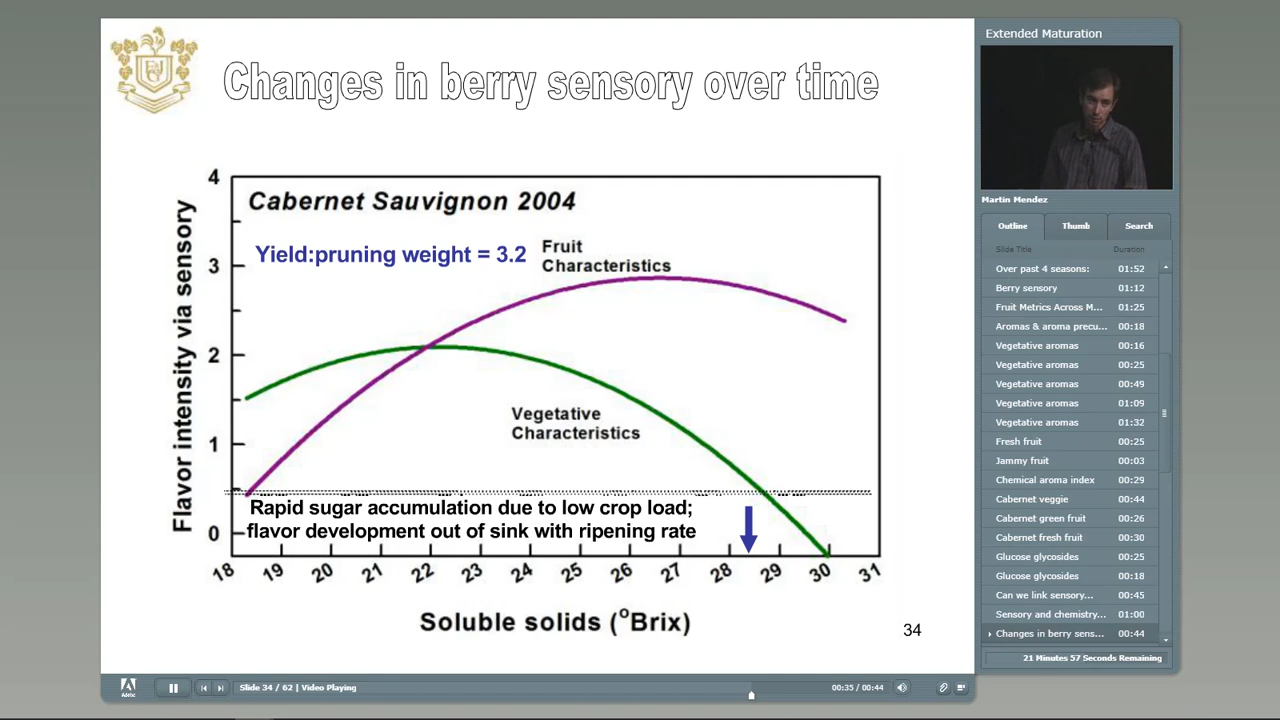 Changes in berry sensory over time
4
3
2
1
0
Flavor intensity via sensory
Cabernet Sauvignon 2004
Yield:pruning weight = 3.2
Fruit
Characteristics
Vegetative
Characteristics
Rapid sugar accumulation due to low crop load;
flavor development out of sink with ripening rate
18 19 20 21 22 23 24 25 26 27 28 29 30 31
Soluble solids (°Brix)
34
Extended Maturation
Martin Mendez
Outline Thumb Search
Slide Title Duration
Over past 4 seasons: 01:52
Berry sensory 01:12
Fruit Metrics Across M... 01:25
Aromas & aroma precu... 00:18
Vegetative aromas 00:16
Vegetative aromas 00:25
Vegetative aromas 00:49
Vegetative aromas 01:09
Vegetative aromas 01:32
Fresh fruit 00:25
Jammy fruit 00:03
Chemical aroma index 00:29
Cabernet veggie 00:44
Cabernet green fruit 00:26
Cabernet fresh fruit 00:30
Glucose glycosides 00:25
Glucose glycosides 00:18
Can we link sensory... 00:45
Sensory and chemistry... 01:00
Changes in berry sens... 00:44
21 Minutes 57 Seconds Remaining
Adobe
Slide 34 / 62 | Video Playing
00:35 / 00:44